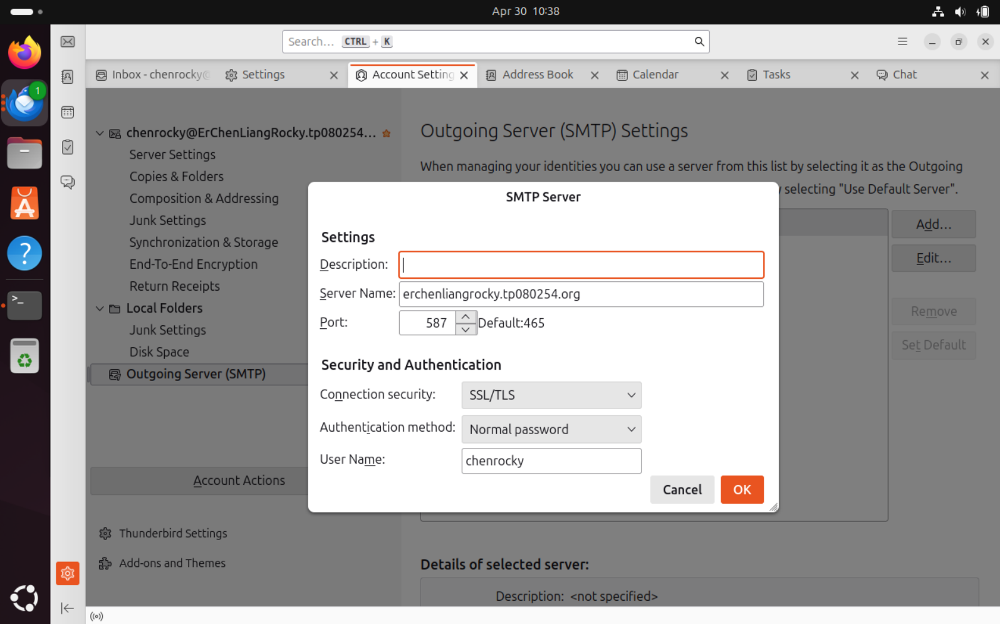 Apr 30 10:38
Search... CTRL + K
1
Inbox - chenrocky@
Settings
Account Setting
Address Book
Calendar
Tasks
Chat
chenrocky@ErChenLiangRocky.tp080254...
Server Settings
Copies & Folders
Composition & Addressing
Junk Settings
Synchronization & Storage
End-To-End Encryption
Return Receipts
Local Folders
Junk Settings
Disk Space
Outgoing Server (SMTP)
Account Actions
Thunderbird Settings
Add-ons and Themes
Outgoing Server (SMTP) Settings
When managing your identities you can use a server from this list by selecting it as the Outgoing
selecting "Use Default Server".
Add...
Edit...
Remove
Set Default
SMTP Server
Settings
Description:
Server Name: erchenliangrocky.tp080254.org
Port: 587 Default:465
Security and Authentication
Connection security: SSL/TLS
Authentication method: Normal password
User Name: chenrocky
Cancel
OK
Details of selected server:
Description: <not specified>